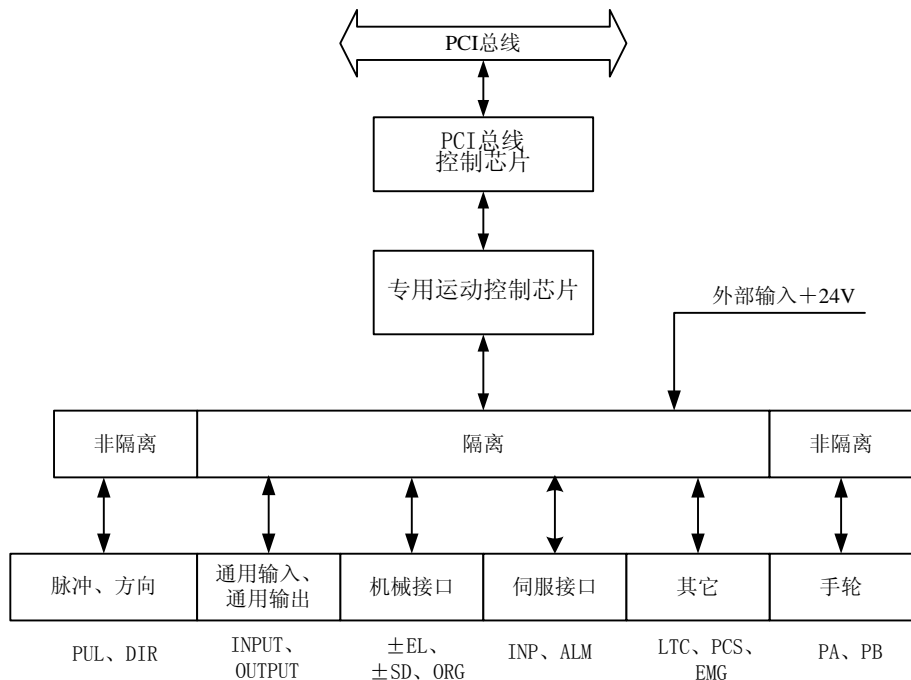 PCI总线
PCI总线
控制芯片
专用运动控制芯片
外部输入＋24V
非隔离
隔离
非隔离
脉冲、方向
通用输入、
通用输出
机械接口
伺服接口
其它
手轮
PUL、DIR
INPUT、
OUTPUT
±EL、
±SD、ORG
INP、ALM
LTC、PCS、
EMG
PA、PB